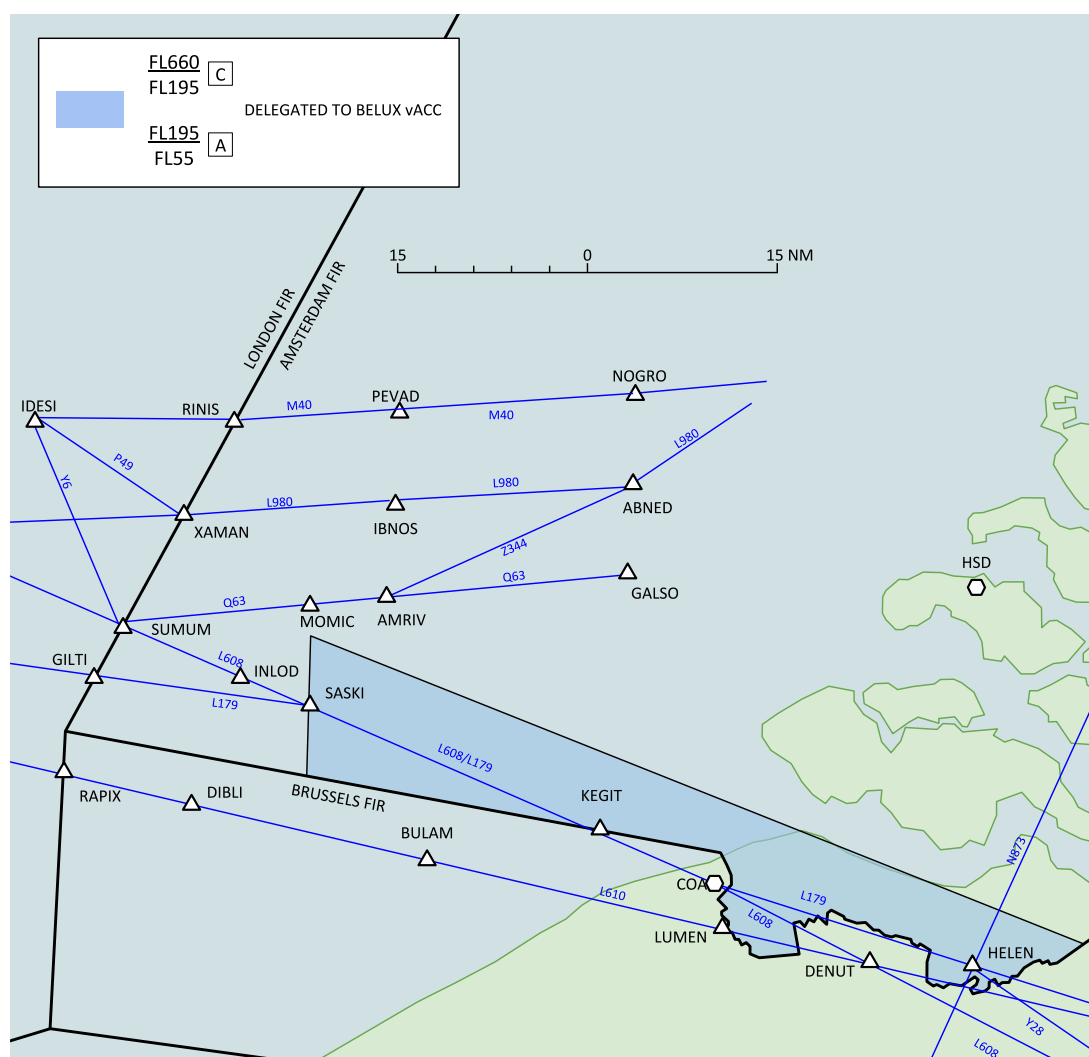 FL660
C
FL195
DELEGATED TO BELUX vACC
FL195
A
FL55
15 0 15 NM
LONDON FIR
AMSTERDAM FIR
NOGRO
PEVAD
IDESI
RINIS
M40
M40
L980
P49
Y6
L980
L980
ABNED
XAMAN
IBNOS
Z344
HSD
Q63
Q63
GALSO
MOMIC
AMRIV
SUMUM
GILTI
L608
INLOD
SASKI
L179
L608/L179
BRUSSELS FIR
KEGIT
RAPIX
DIBLI
BULAM
N873
COA
L610
L179
L608
LUMEN
HELEN
DENUT
Y28
L608